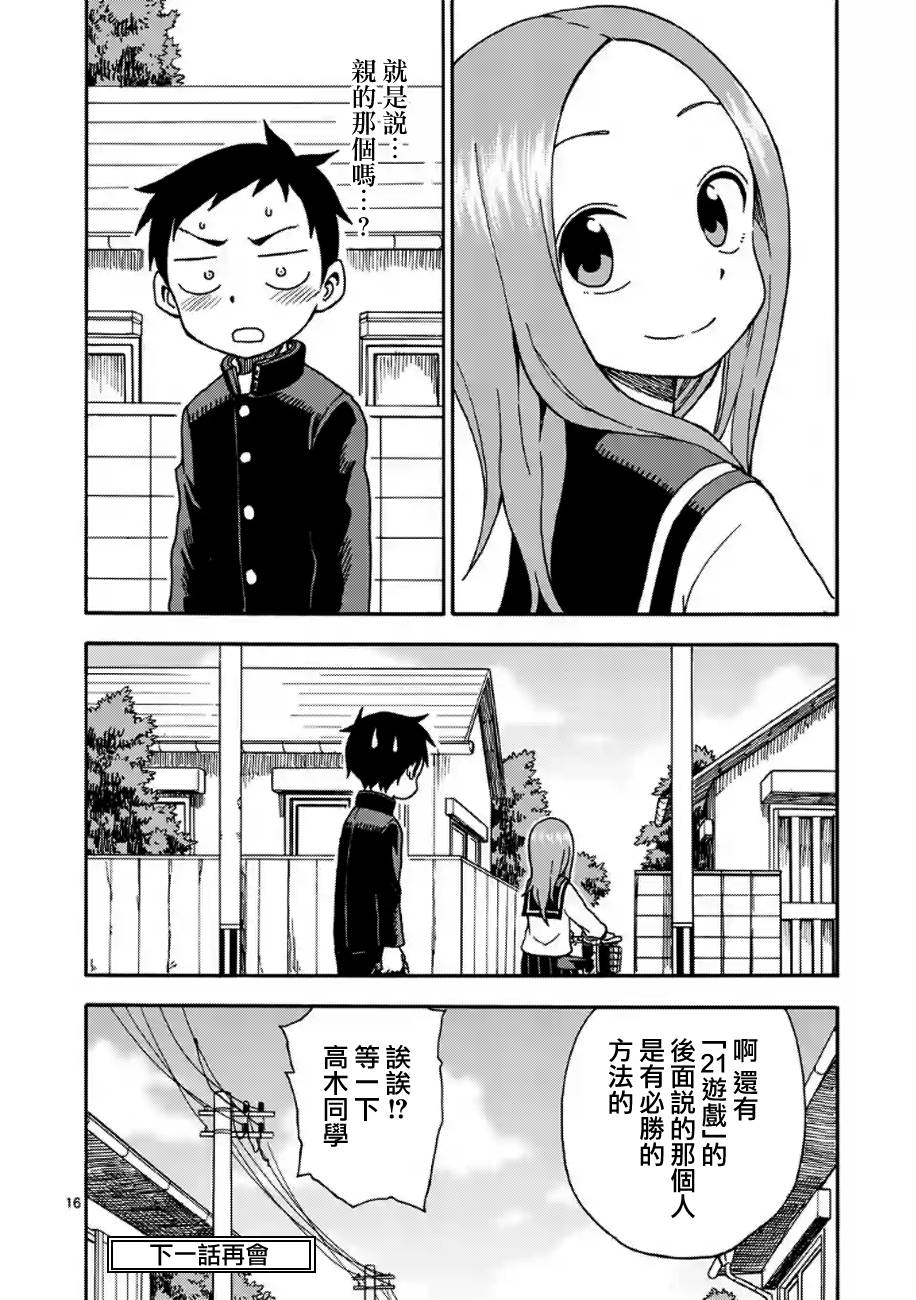 就是説…
親的那個嗎…?
啊 還有
「21遊戲」的
後面説的那個人
是有必勝的
方法的
誒誒!?
等一下
高木同學
16
下一話再會